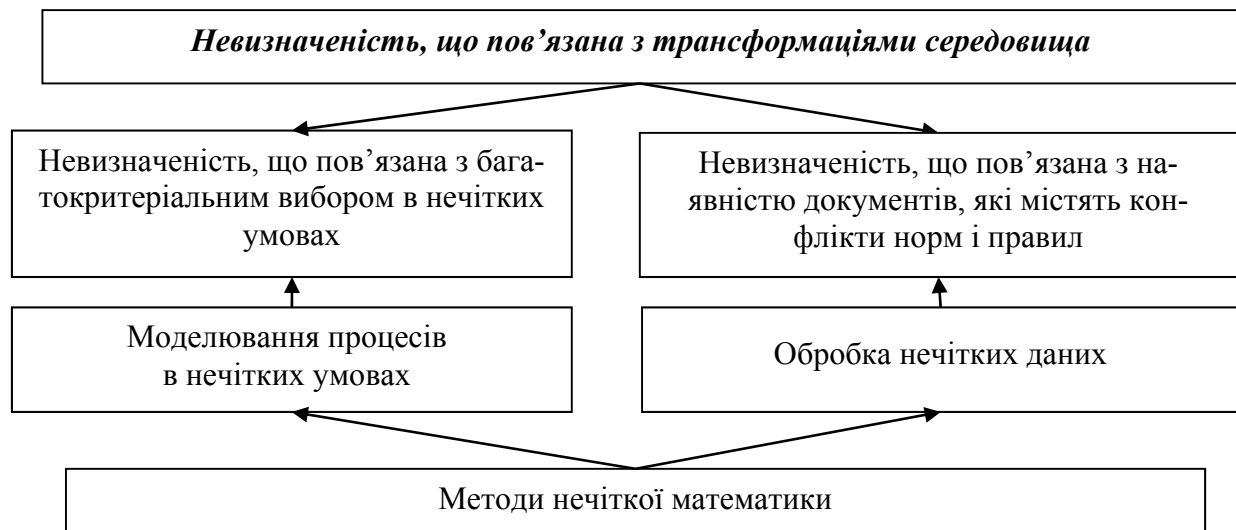 Невизначеність, що пов’язана з трансформаціями середовища
Невизначеність, що пов’язана з бага-
токритеріальним вибором в нечітких
умовах
Невизначеність, що пов’язана з на-
явністю документів, які містять кон-
флікти норм і правил
Моделювання процесів
в нечітких умовах
Обробка нечітких даних
Методи нечіткої математики